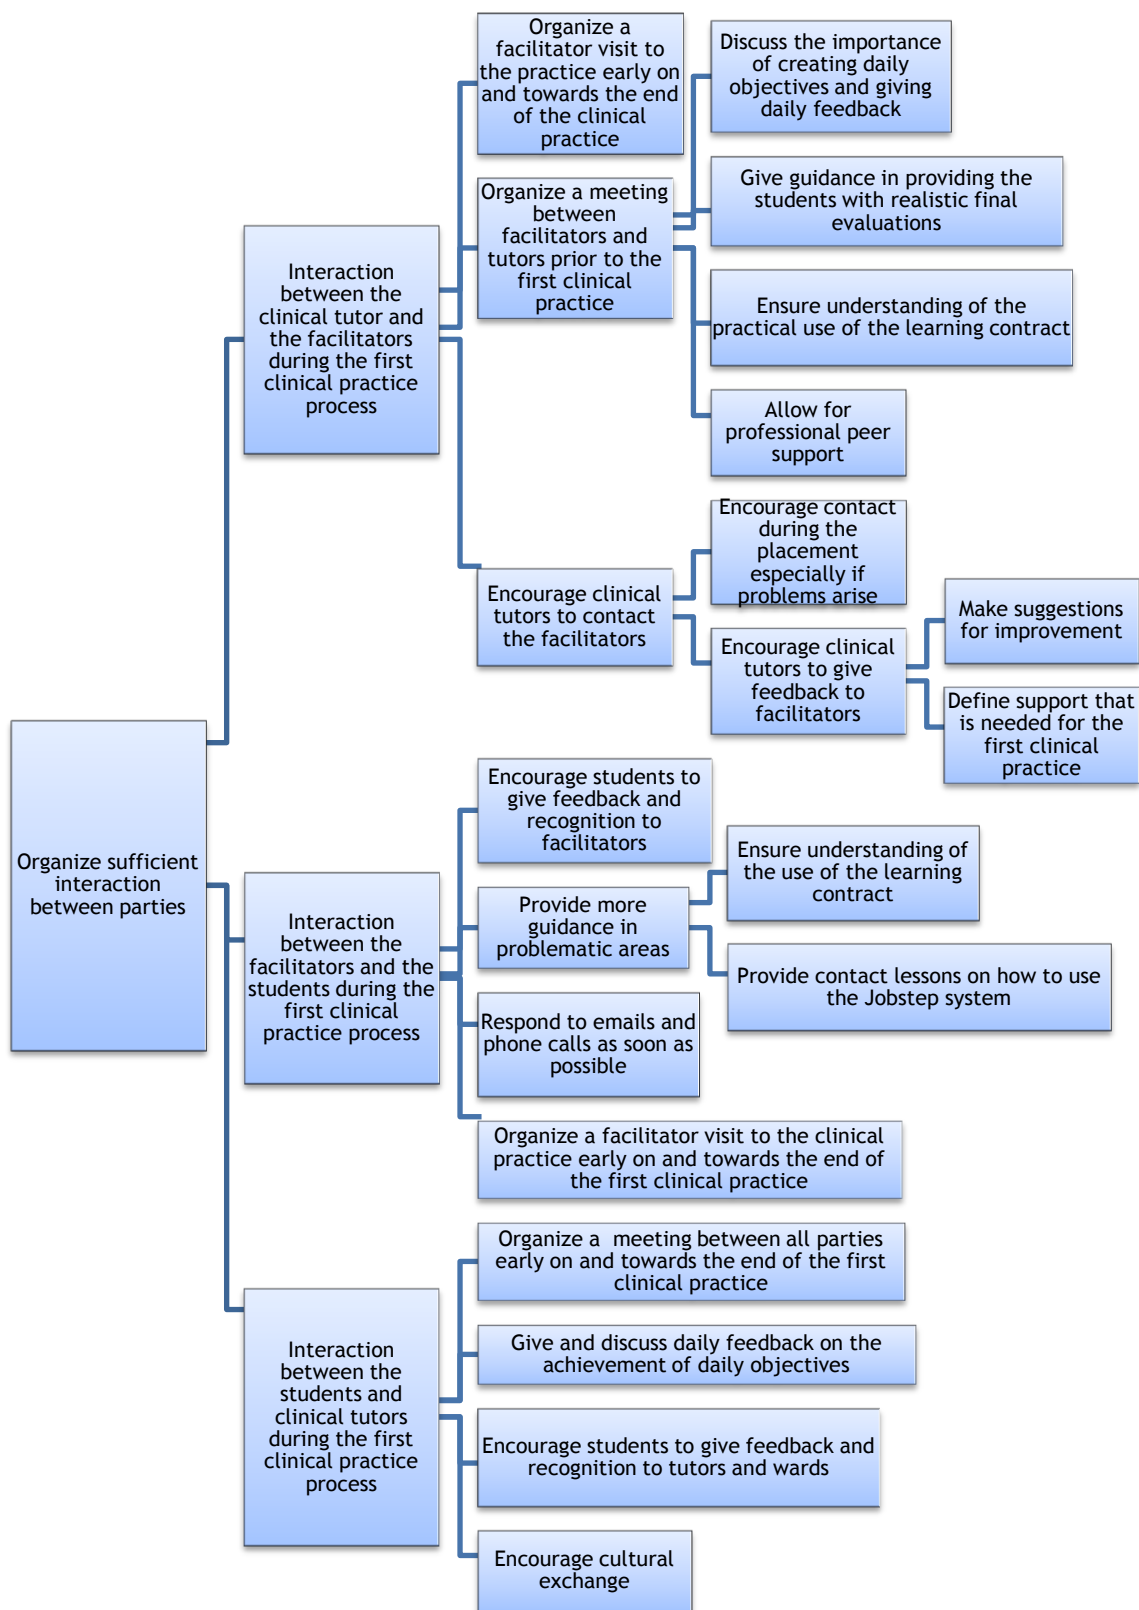 Organize sufficient
interaction
between parties
Interaction
between the
clinical tutor and
the facilitators
during the first
clinical practice
process
Organize a
facilitator visit to
the practice early
on and towards
the end of the clinical
practice
Organize a meeting
between
facilitators and
tutors prior to the
first clinical
practice
Discuss the importance
of creating daily
objectives and giving
daily feedback
Give guidance in providing the
students with realistic final
evaluations
Ensure understanding of the
practical use of the learning contract
Allow for
professional peer
support
Encourage clinical
tutors to contact
the facilitators
Encourage contact
during the
placement
especially if
problems arise
Encourage clinical
tutors to give
feedback to
facilitators
Make suggestions
for improvement
Define support that
is needed for the
first clinical
practice
Interaction
between the
facilitators and the
students during the
first clinical
practice process
Encourage students to
give feedback and
recognition to
facilitators
Provide more
guidance in
problematic areas
Ensure understanding of
the use of the learning
contract
Provide contact lessons on how to use
the Jobstep system
Respond to emails and
phone calls as soon as
possible
Organize a facilitator visit to the clinical
practice early on and towards the end of
the first clinical practice
Interaction
between the
students and
clinical tutors
during the first
clinical practice
process
Organize a  meeting between all parties
early on and towards the end of the first
clinical practice
Give and discuss daily feedback on the
achievement of daily objectives
Encourage students to give feedback and
recognition to tutors and wards
Encourage cultural
exchange